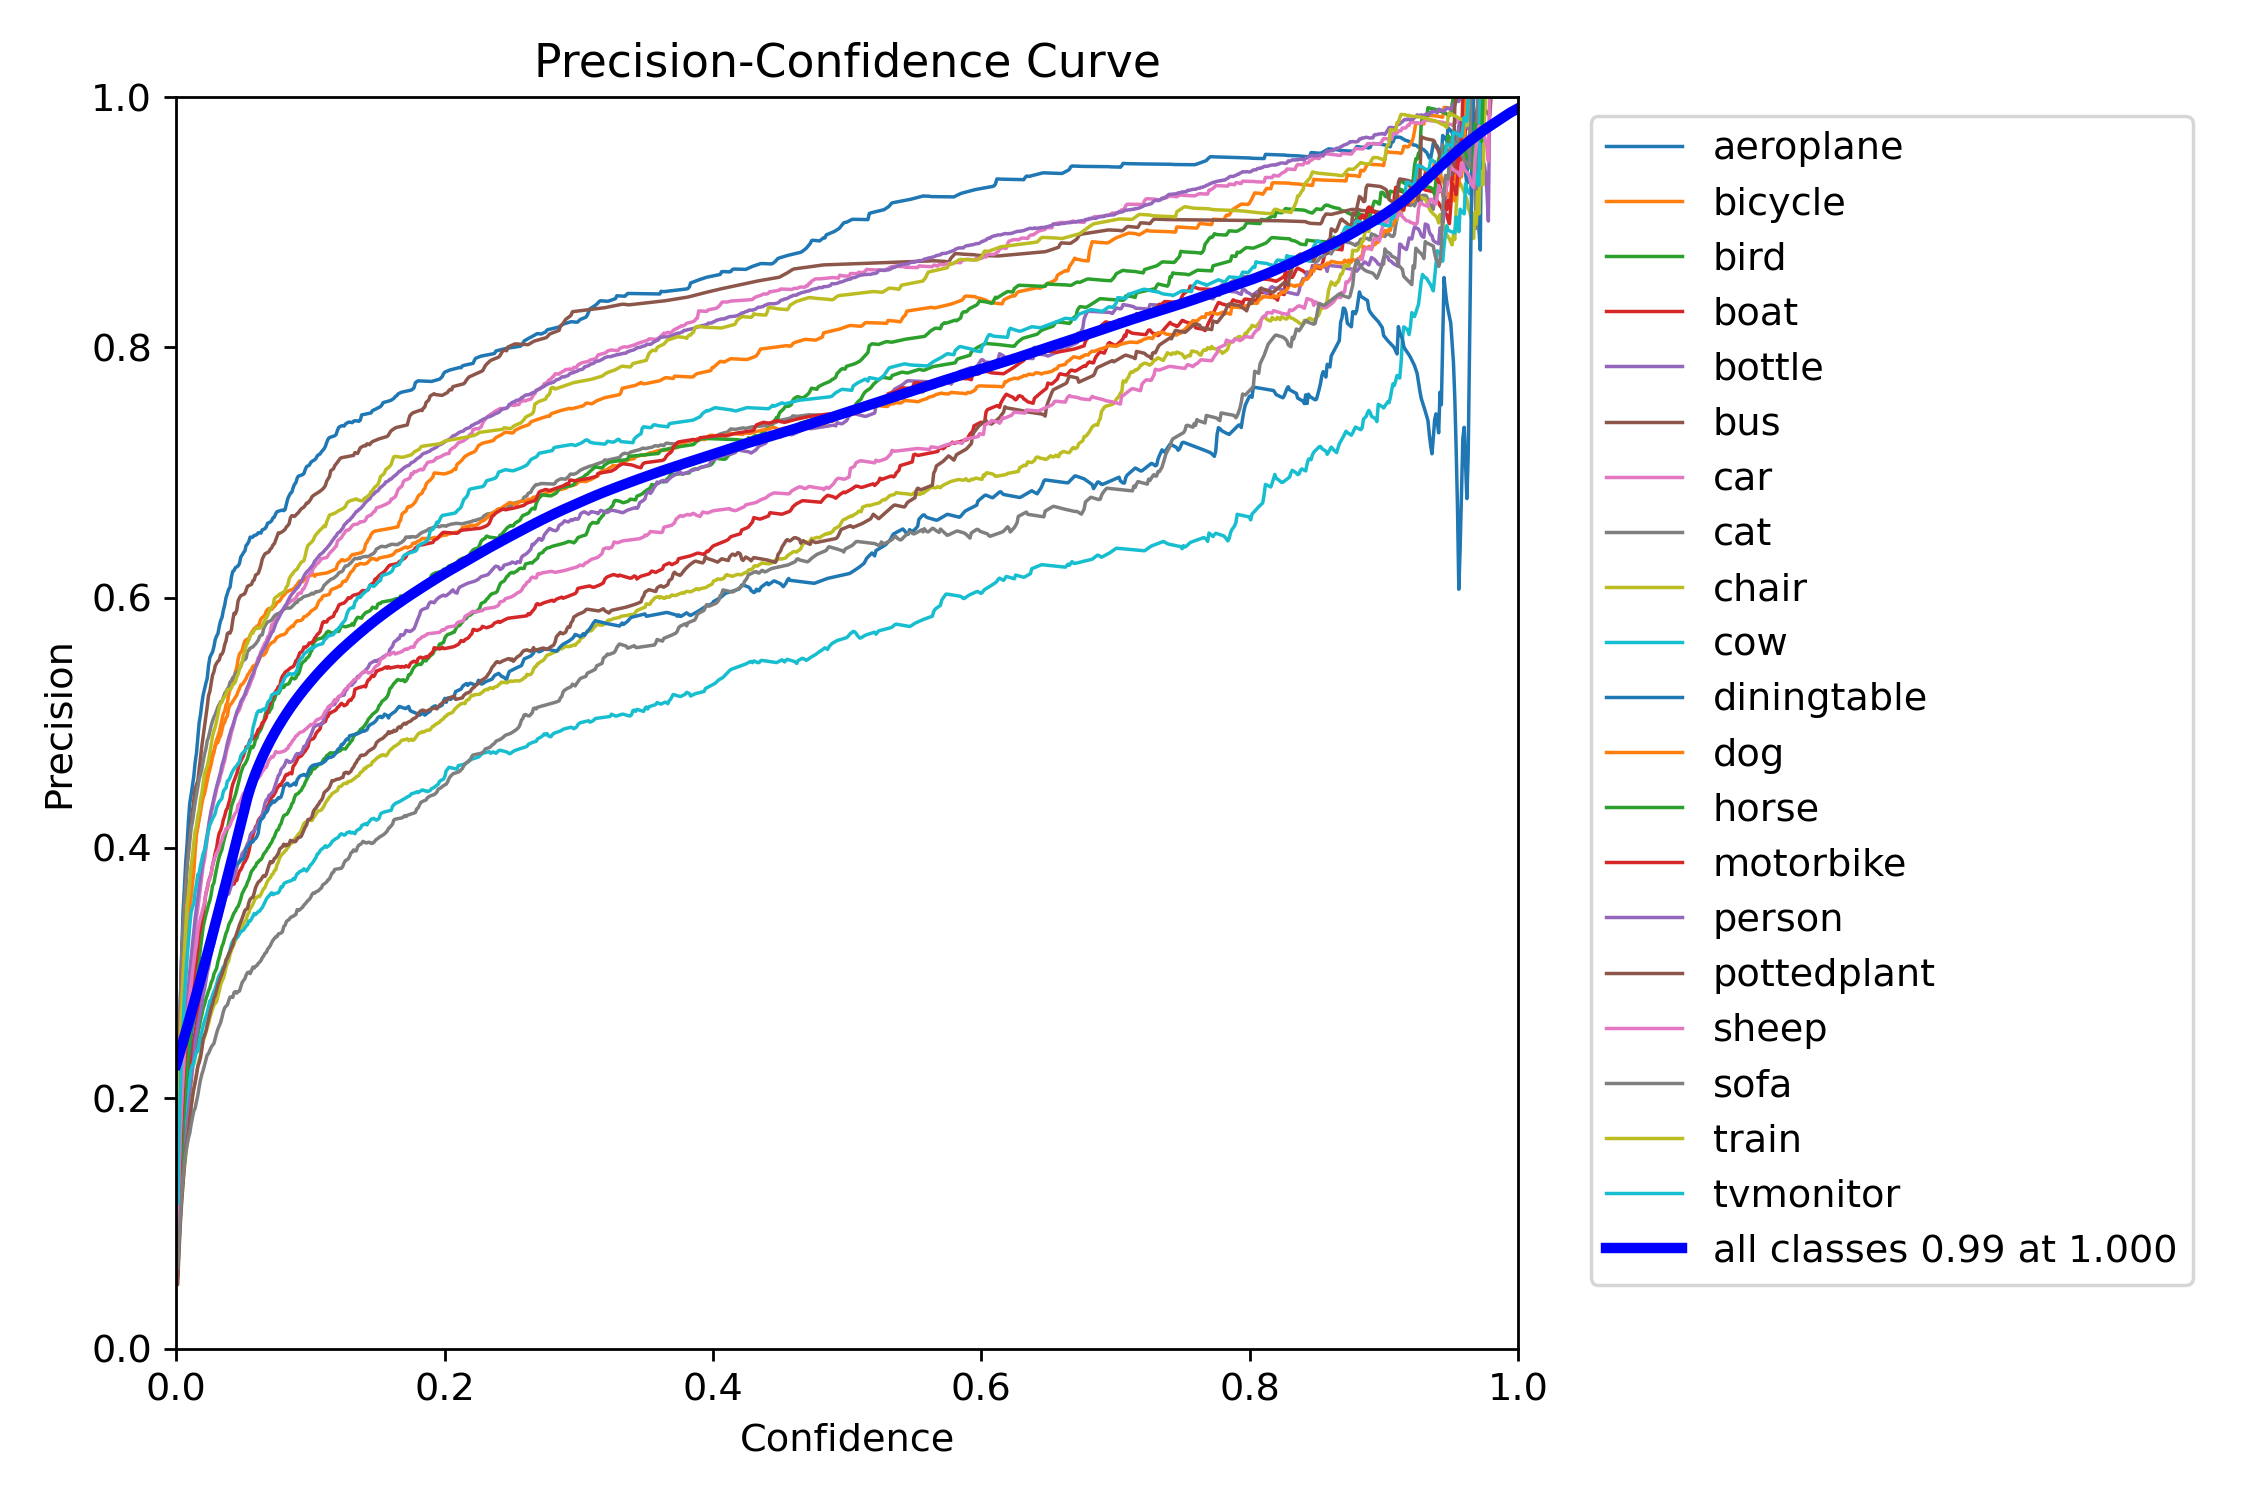 Precision-Confidence Curve
1.0
0.8
0.6
0.4
0.2
0.0
Precision
0.0 0.2 0.4 0.6 0.8 1.0
Confidence
aeroplane
bicycle
bird
boat
bottle
bus
car
cat
chair
cow
diningtable
dog
horse
motorbike
person
pottedplant
sheep
sofa
train
tvmonitor
all classes 0.99 at 1.000